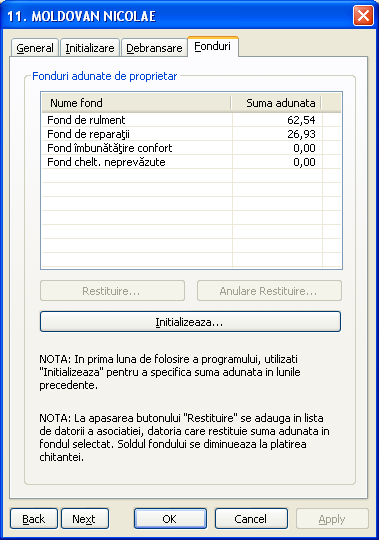 11. MOLDOVAN NICOLAE
General Initializare Debransare Fonduri
Fonduri adunate de proprietar
Nume fond Suma adunata
Fond de rulment 62,54
Fond de reparaţii 26,93
Fond îmbunătăţire confort 0,00
Fond chelt. neprevăzute 0,00
Restituire... Anulare Restituire...
Initializeaza...
NOTA: In prima luna de folosire a programului, utilizati
"Initializeaza" pentru a specifica suma adunata in lunile
precedente.
NOTA: La apasarea butonului "Restituire" se adauga in lista
de datorii a asociatiei, datoria care restituie suma adunata in
fondul selectat. Soldul fondului se diminueaza la platirea
chitantei.
Back Next OK Cancel Apply